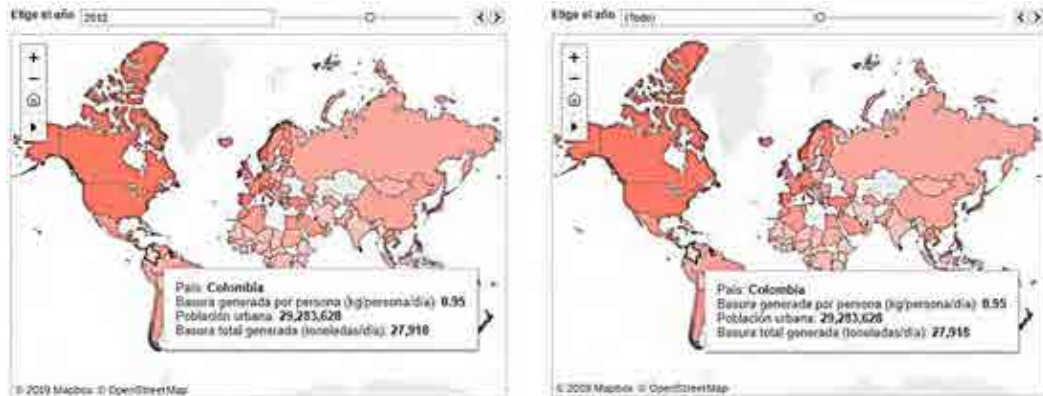 Elige el año
+
−
País: Colombia
Basura generada por persona (kg/persona/día): 0.95
Población urbana: 29,283,628
Basura total generada (toneladas/día): 27,918
© 2019 Mapbox © OpenStreetMap
Elige el año (Todo)
+
−
País: Colombia
Basura generada por persona (kg/persona/día): 0.95
Población urbana: 29,283,628
Basura total generada (toneladas/día): 27,918
© 2019 Mapbox © OpenStreetMap